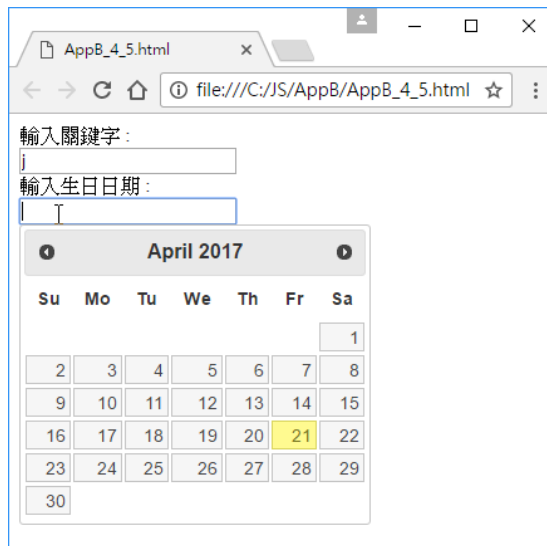 AppB_4_5.html
file:///C:/JS/AppB/AppB_4_5.html
輸入關鍵字 :
j
輸入生日日期 :
April 2017
Su Mo Tu We Th Fr Sa
1
2 3 4 5 6 7 8
9 10 11 12 13 14 15
16 17 18 19 20 21 22
23 24 25 26 27 28 29
30